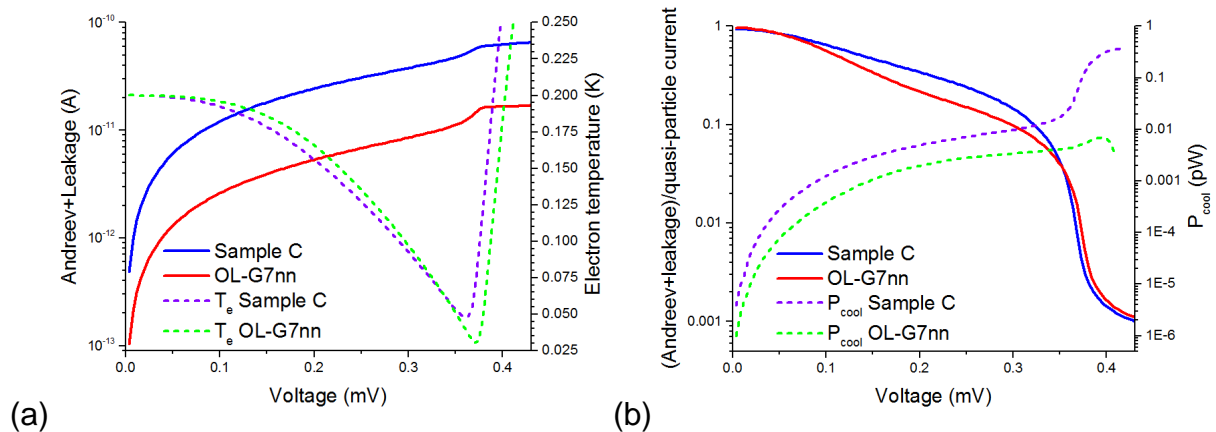 10⁻¹⁰
10⁻¹¹
10⁻¹²
10⁻¹³
Andreev+Leakage (A)
0.0 0.1 0.2 0.3 0.4
Voltage (mV)
0.250
0.225
0.200
0.175
0.150
0.125
0.100
0.075
0.050
0.025
Electron temperature (K)
Sample C
OL-G7nn
Tₑ Sample C
Tₑ OL-G7nn
(a)
1
0.1
0.01
0.001
(Andreev+leakage)/quasi-particle current
0.0 0.1 0.2 0.3 0.4
Voltage (mV)
1
0.1
0.01
0.001
1E-4
1E-5
1E-6
P_cool (pW)
Sample C
OL-G7nn
P_cool Sample C
P_cool OL-G7nn
(b)